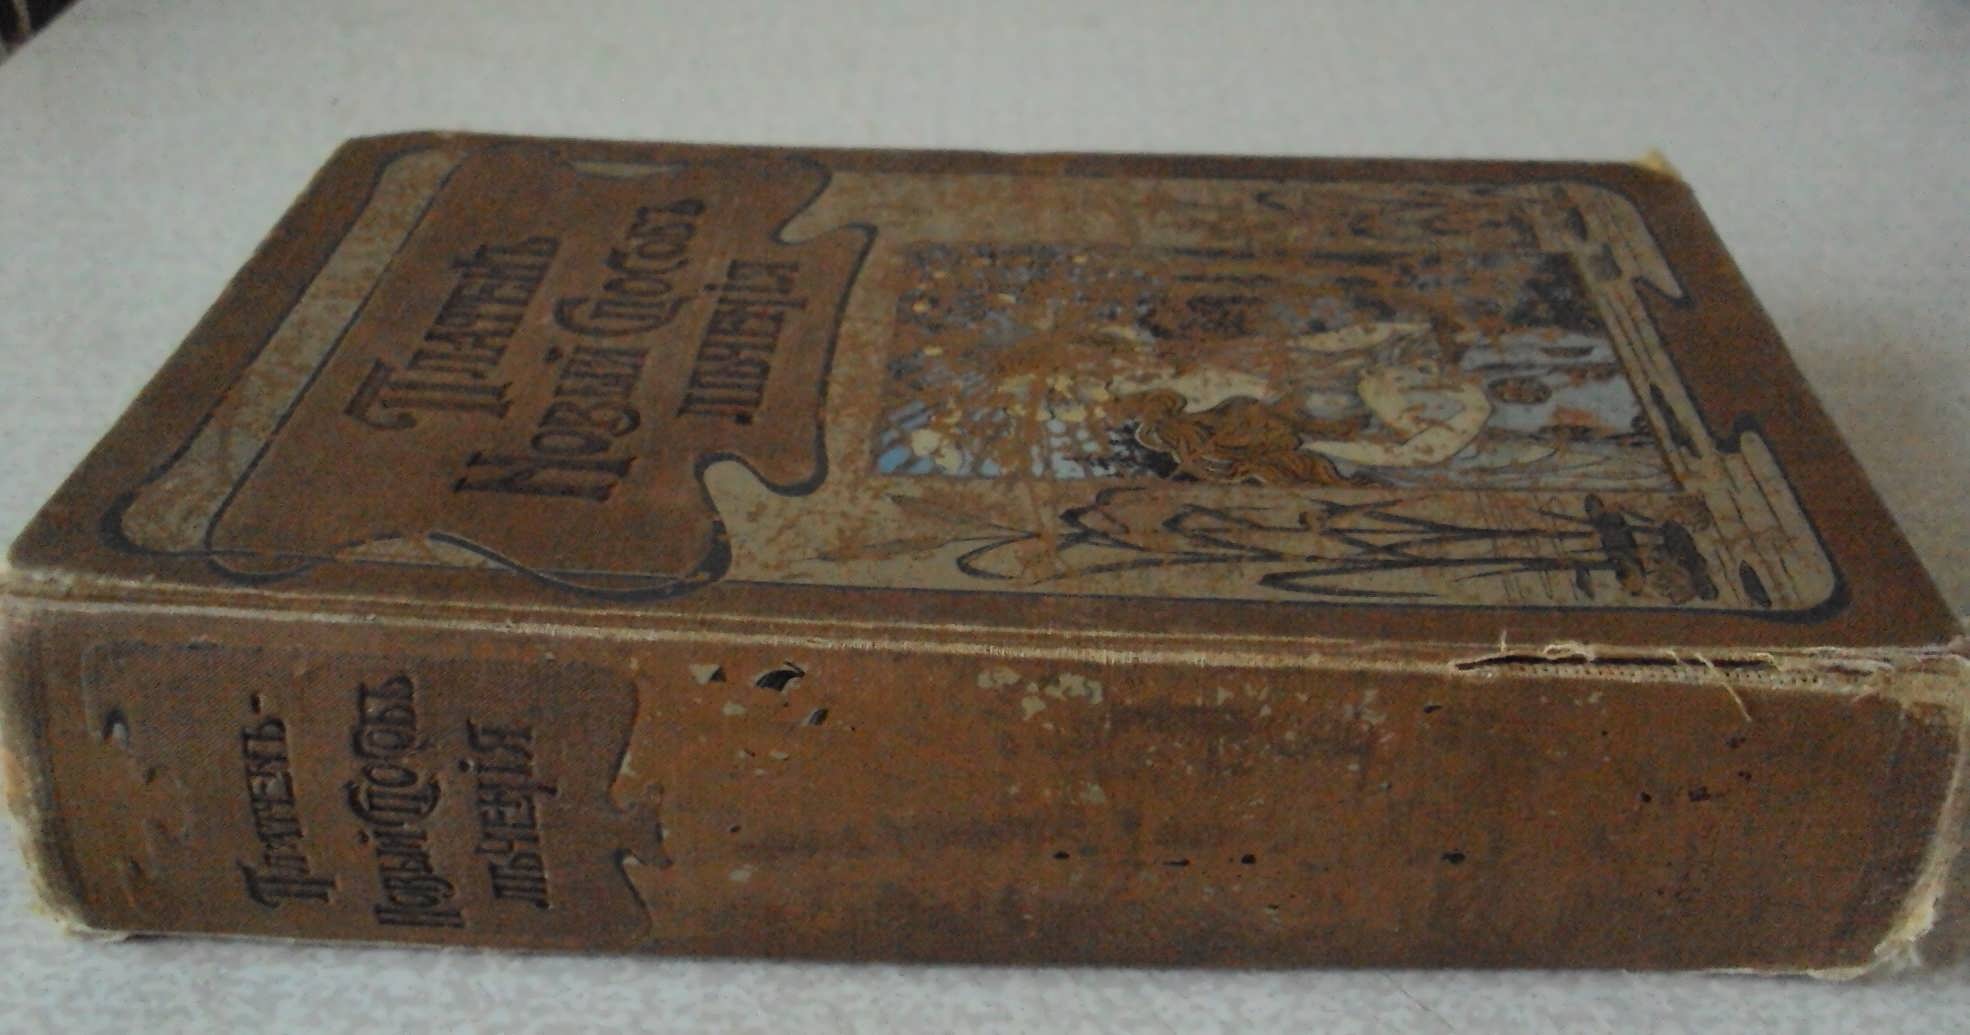 Платенъ
Новый Способъ
лѣченія
Платенъ-
Новый Способъ
лѣченія